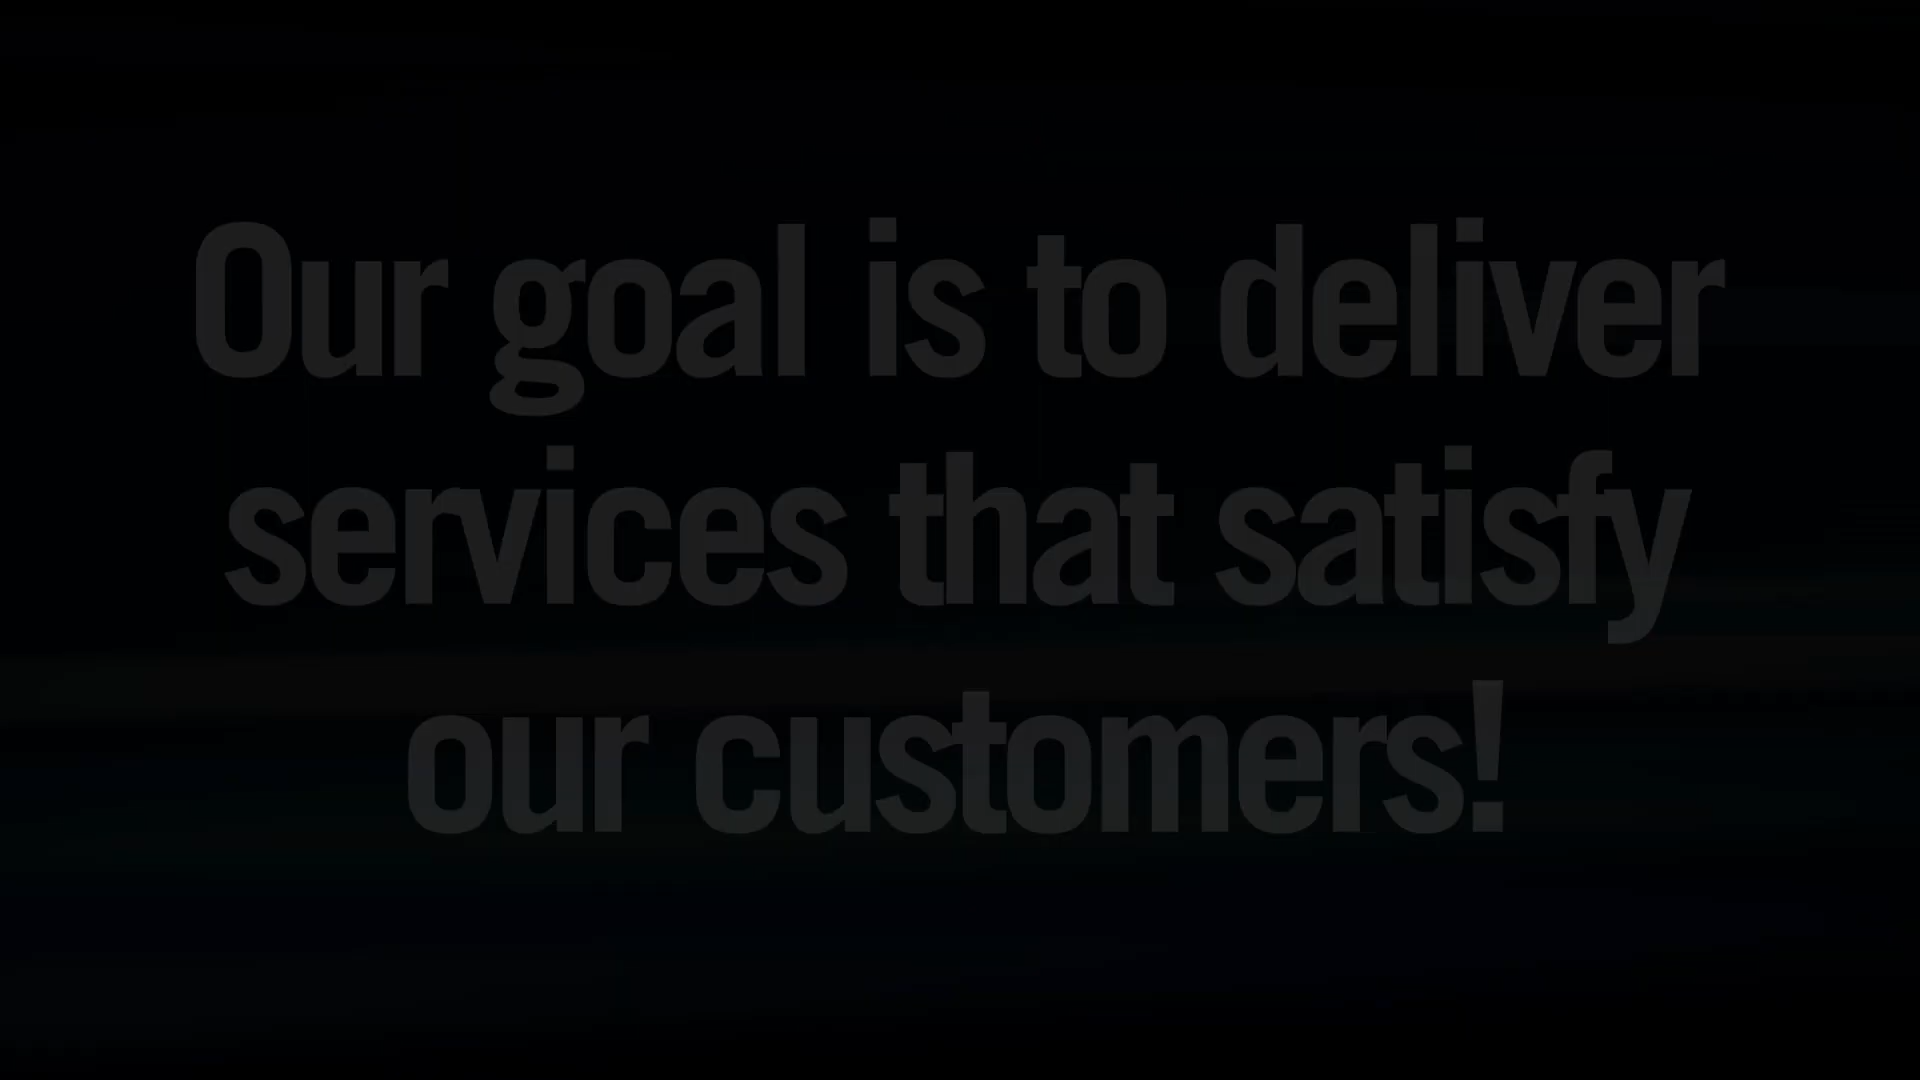 Our goal is to deliver
services that satisfy
our customers!